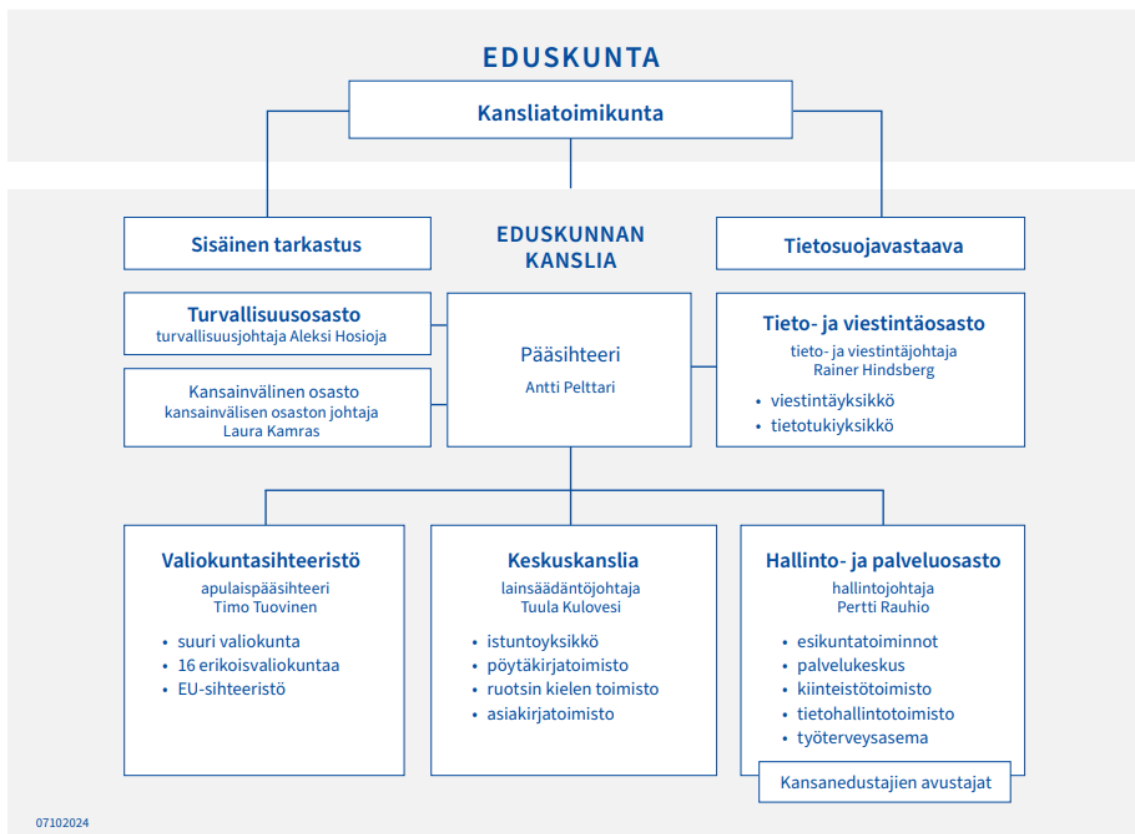 EDUSKUNTA
Kansliatoimikunta
Sisäinen tarkastus
EDUSKUNNAN
KANSLIA
Tietosuojavastaava
Turvallisuusosasto
turvallisuusjohtaja Aleksi Hosioja
Kansainvälinen osasto
kansainvälisen osaston johtaja
Laura Kamras
Pääsihteeri
Antti Pelttari
Tieto- ja viestintäosasto
tieto- ja viestintäjohtaja
Rainer Hindsberg
• viestintäyksikkö
• tietotukiyksikkö
Valiokuntasihteeristö
apulaispääsihteeri
Timo Tuovinen
• suuri valiokunta
• 16 erikoisvaliokuntaa
• EU-sihteeristö
Keskuskanslia
lainsäädäntöjohtaja
Tuula Kulovesi
• istuntoyksikkö
• pöytäkirjatoimisto
• ruotsin kielen toimisto
• asiakirjatoimisto
Hallinto- ja palveluosasto
hallintojohtaja
Pertti Rauhio
• esikuntatoiminnot
• palvelukeskus
• kiinteistötoimisto
• tietohallintotoimisto
• työterveysasema
Kansanedustajien avustajat
07102024